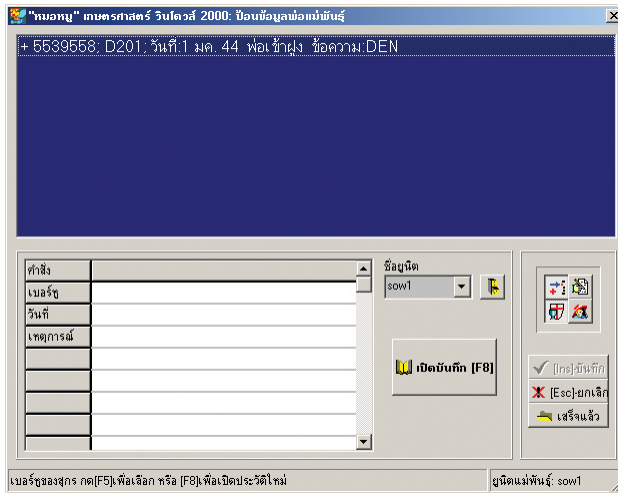 "หมอหมู" เกษตรศาสตร์ วินโดวส์ 2000: ป้อนข้อมูลพ่อแม่พันธุ์
+ 5539558; D201; วันที่:1 มค. 44 พ่อเข้าฝูง ข้อความ:DEN
คำสั่ง
เบอร์หู
วันที่
เหตุการณ์
ชื่อยูนิต
sow1
เปิดบันทึก [F8]
[Ins]-บันทึก
[Esc]-ยกเลิก
เสร็จแล้ว
เบอร์หูของสุกร กด[F5]เพื่อเลือก หรือ [F8]เพื่อเปิดประวัติใหม่
ยูนิตแม่พันธุ์: sow1